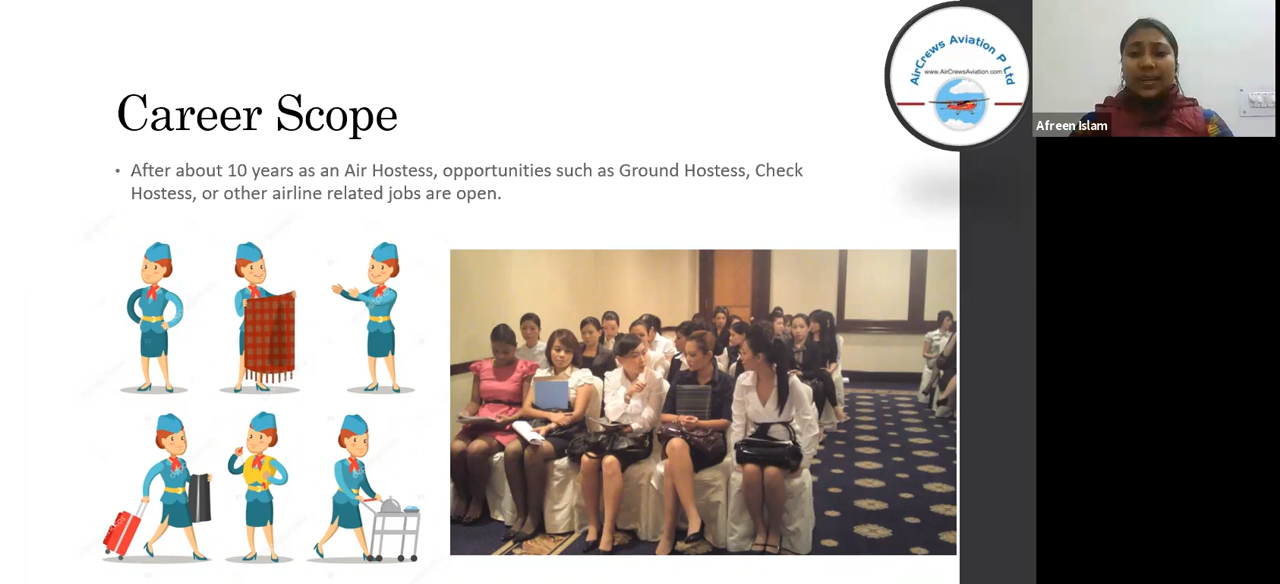 AirCrews Aviation P Ltd
www.AirCrewsAviation.com
Afreen Islam
Career Scope
• After about 10 years as an Air Hostess, opportunities such as Ground Hostess, Check
Hostess, or other airline related jobs are open.